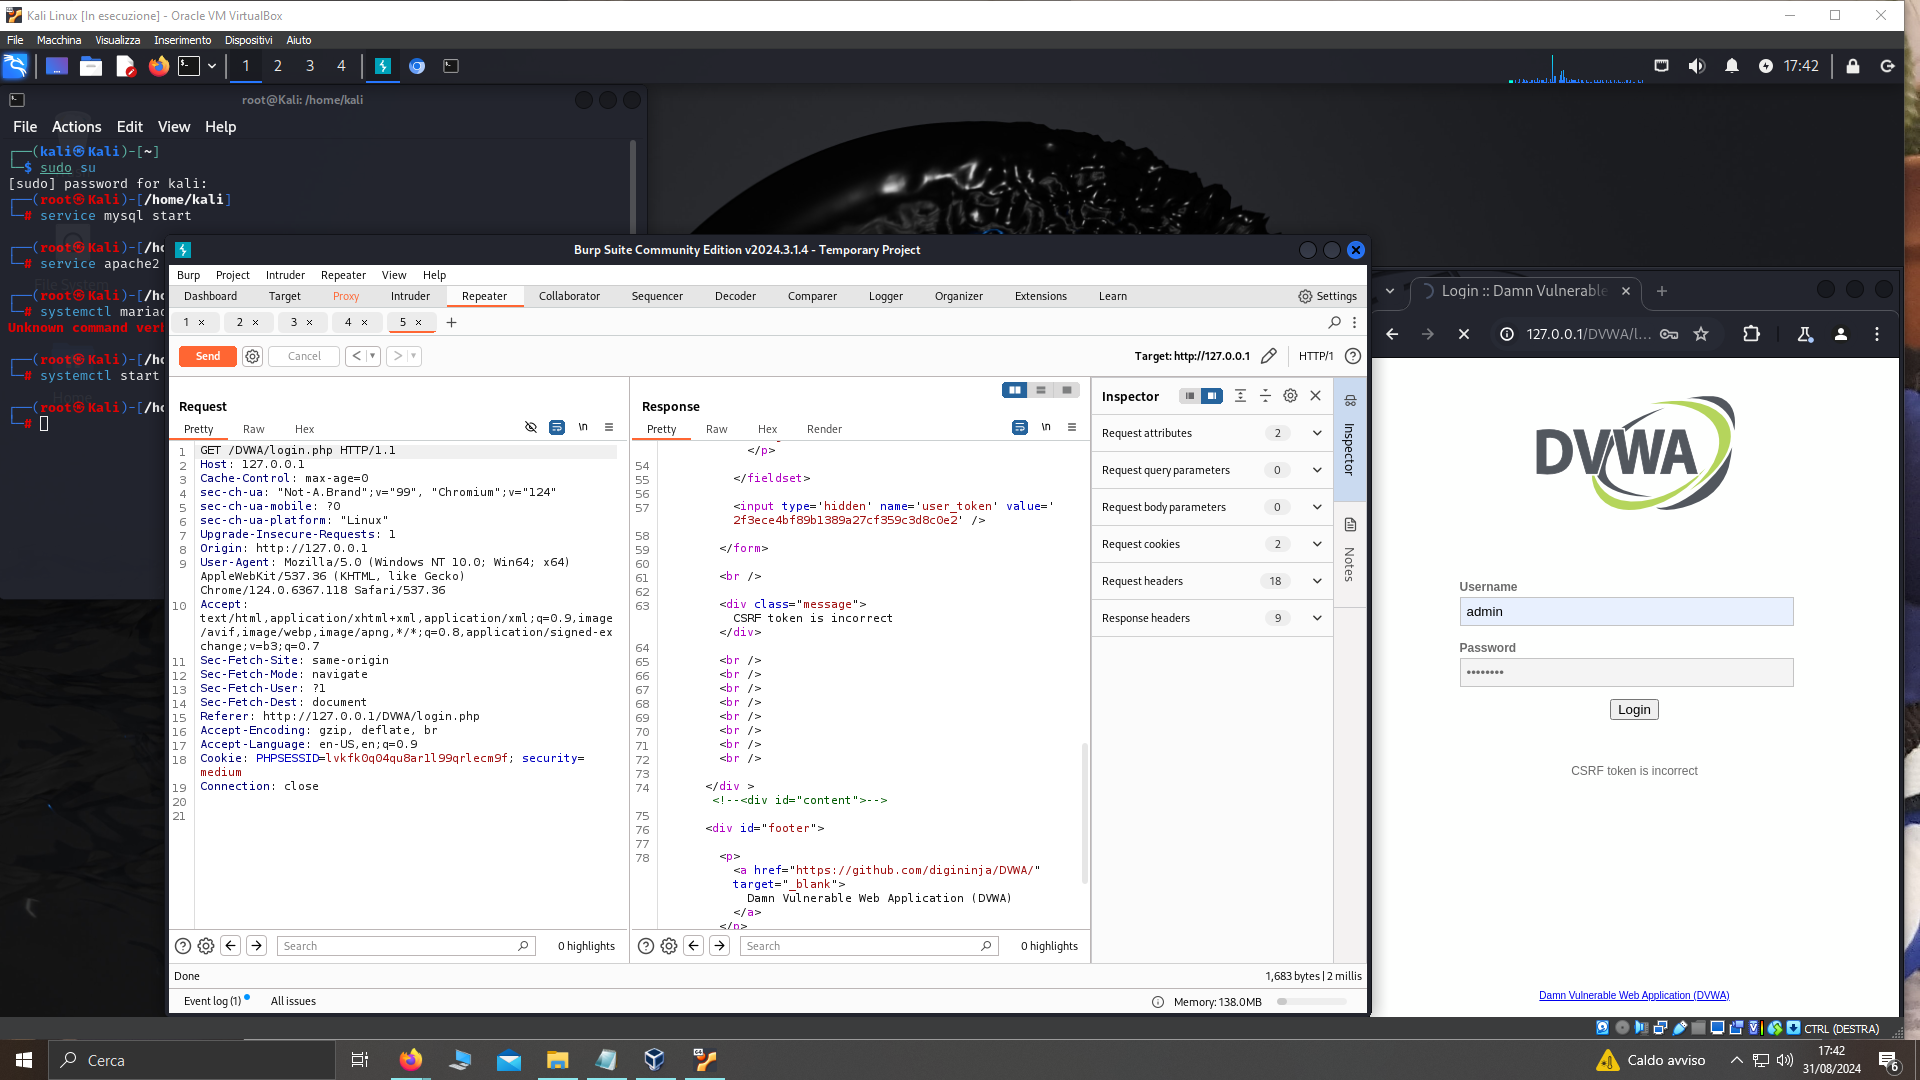 Kali Linux [In esecuzione] - Oracle VM VirtualBox
File Macchina Visualizza Inserimento Dispositivi Aiuto
1 2 3 4
17:42
root@Kali: /home/kali
File Actions Edit View Help
┌──(kali㉿Kali)-[~]
└─$ sudo su
[sudo] password for kali:
┌──(root㉿Kali)-[/home/kali]
└─# service mysql start
┌──(root㉿Kali)-[/ho
└─# service apache2
┌──(root㉿Kali)-[/ho
└─# systemctl mariad
Unknown command verb
┌──(root㉿Kali)-[/ho
└─# systemctl start
┌──(root㉿Kali)-[/ho
└─#
File System
Home
Burp Suite Community Edition v2024.3.1.4 - Temporary Project
Burp Project Intruder Repeater View Help
Dashboard Target Proxy Intruder Repeater Collaborator Sequencer Decoder Comparer Logger Organizer Extensions Learn Settings
1 × 2 × 3 × 4 × 5 × +
Send Cancel < > Target: http://127.0.0.1 HTTP/1
Request
Pretty Raw Hex \n
1 GET /DVWA/login.php HTTP/1.1
2 Host: 127.0.0.1
3 Cache-Control: max-age=0
4 sec-ch-ua: "Not-A.Brand";v="99", "Chromium";v="124"
5 sec-ch-ua-mobile: ?0
6 sec-ch-ua-platform: "Linux"
7 Upgrade-Insecure-Requests: 1
8 Origin: http://127.0.0.1
9 User-Agent: Mozilla/5.0 (Windows NT 10.0; Win64; x64)
AppleWebKit/537.36 (KHTML, like Gecko)
Chrome/124.0.6367.118 Safari/537.36
10 Accept:
text/html,application/xhtml+xml,application/xml;q=0.9,image
/avif,image/webp,image/apng,*/*;q=0.8,application/signed-ex
change;v=b3;q=0.7
11 Sec-Fetch-Site: same-origin
12 Sec-Fetch-Mode: navigate
13 Sec-Fetch-User: ?1
14 Sec-Fetch-Dest: document
15 Referer: http://127.0.0.1/DVWA/login.php
16 Accept-Encoding: gzip, deflate, br
17 Accept-Language: en-US,en;q=0.9
18 Cookie: PHPSESSID=lvkfk0q04qu8ar1l99qrlecm9f; security=
medium
19 Connection: close
20
21
Search 0 highlights
Response
Pretty Raw Hex Render \n
</p>
54
55 </fieldset>
56
57 <input type='hidden' name='user_token' value='
2f3ece4bf89b1389a27cf359c3d8c0e2' />
58
59 </form>
60
61 <br />
62
63 <div class="message">
CSRF token is incorrect
</div>
64
65 <br />
66 <br />
67 <br />
68 <br />
69 <br />
70 <br />
71 <br />
72 <br />
73
74 </div >
<!--<div id="content">-->
75
76 <div id="footer">
77
78 <p>
<a href="https://github.com/digininja/DVWA/"
target="_blank">
Damn Vulnerable Web Application (DVWA)
</a>
</p>
Search 0 highlights
Inspector
Request attributes 2
Request query parameters 0
Request body parameters 0
Request cookies 2
Request headers 18
Response headers 9
Inspector
Notes
Done 1,683 bytes | 2 millis
Event log (1) All issues Memory: 138.0MB
Login :: Damn Vulnerable
127.0.0.1/DVWA/l...
DVWA
Username
admin
Password
••••••••
Login
CSRF token is incorrect
Damn Vulnerable Web Application (DVWA)
CTRL (DESTRA)
Cerca
Caldo avviso
17:42
31/08/2024
6